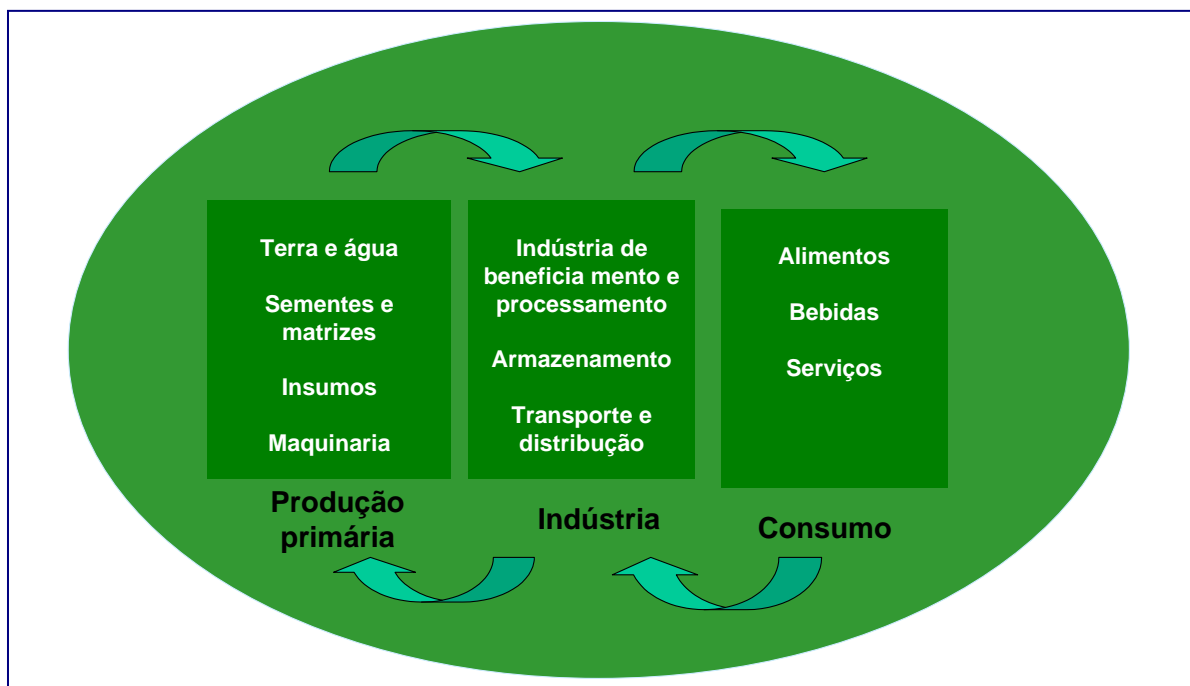 Terra e água
Sementes e
matrizes
Insumos
Maquinaria
Produção
primária
Indústria de
beneficia mento e
processamento
Armazenamento
Transporte e
distribução
Indústria
Alimentos
Bebidas
Serviços
Consumo